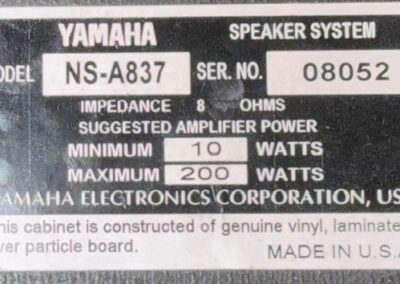 YAMAHA SPEAKER SYSTEM
ODEL NS-A837 SER. NO. 08052
IMPEDANCE 8 OHMS
SUGGESTED AMPLIFIER POWER
MINIMUM 10 WATTS
MAXIMUM 200 WATTS
AMAHA ELECTRONICS CORPORATION, US
his cabinet is constructed of genuine vinyl, laminate
ver particle board.
MADE IN U.S.A